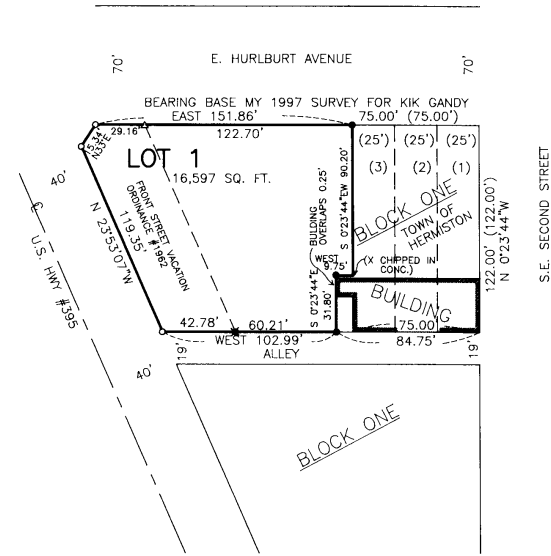 70'
E. HURLBURT AVENUE
70'
BEARING BASE MY 1997 SURVEY FOR KIK GANDY
EAST 151.86'
75.00' (75.00')
29.16"
122.70'
15.34'
N33°E
LOT 1
16,597 SQ. FT.
(25')
(25')
(25')
(3)
(2)
(1)
BLOCK ONE
TOWN OF
HERMISTON
S 0°23'44"EW 90.20'
BUILDING
OVERLAPS 0.25'
122.00' (122.00')
N 0°23'44"W
S.E. SECOND STREET
40'
℄
U.S. HWY #395
N 23°53'07"W
119.35'
FRONT STREET VACATION
ORDINANCE #1962
WEST
9.75'
(X CHIPPED IN
CONC.)
S 0°23'44"E
31.80'
BUILDING
42.78'
60.21'
75.00'
WEST 102.99'
84.75'
ALLEY
19'
19'
40'
BLOCK ONE